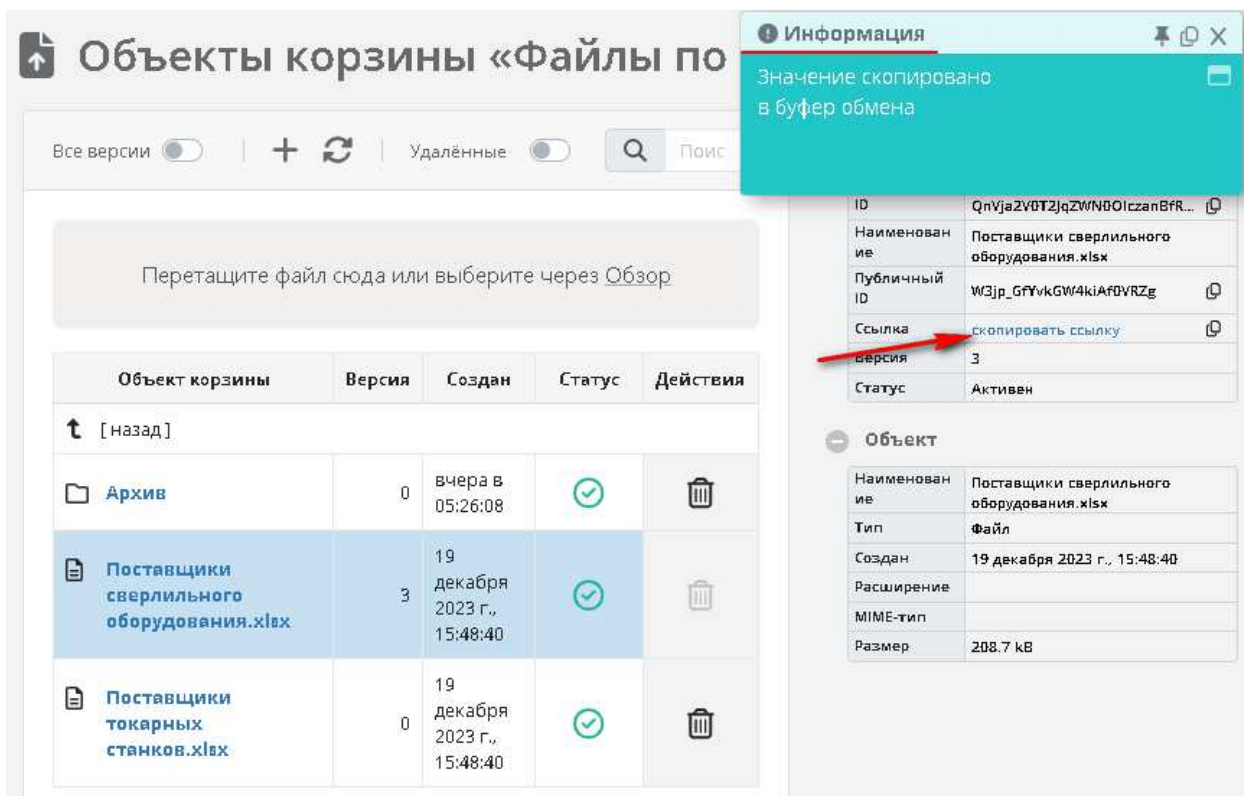 Объекты корзины «Файлы по
Информация
Значение скопировано
в буфер обмена
Все версии
Удалённые
Поиск
Перетащите файл сюда или выберите через Обзор
Объект корзины
Версия
Создан
Статус
Действия
[ назад ]
Архив
0
вчера в
05:26:08
Поставщики
сверлильного
оборудования.xlsx
3
19
декабря
2023 г.,
15:48:40
Поставщики
токарных
станков.xlsx
0
19
декабря
2023 г.,
15:48:40
ID
Наименован
ие
Поставщики сверлильного
оборудования.xlsx
Публичный
ID
W3jp_GfYvkGW4kiAf0VRZg
Ссылка
скопировать ссылку
Версия
3
Статус
Активен
Объект
Наименован
ие
Поставщики сверлильного
оборудования.xlsx
Тип
Файл
Создан
19 декабря 2023 г., 15:48:40
Расширение
MIME-тип
Размер
208.7 kB